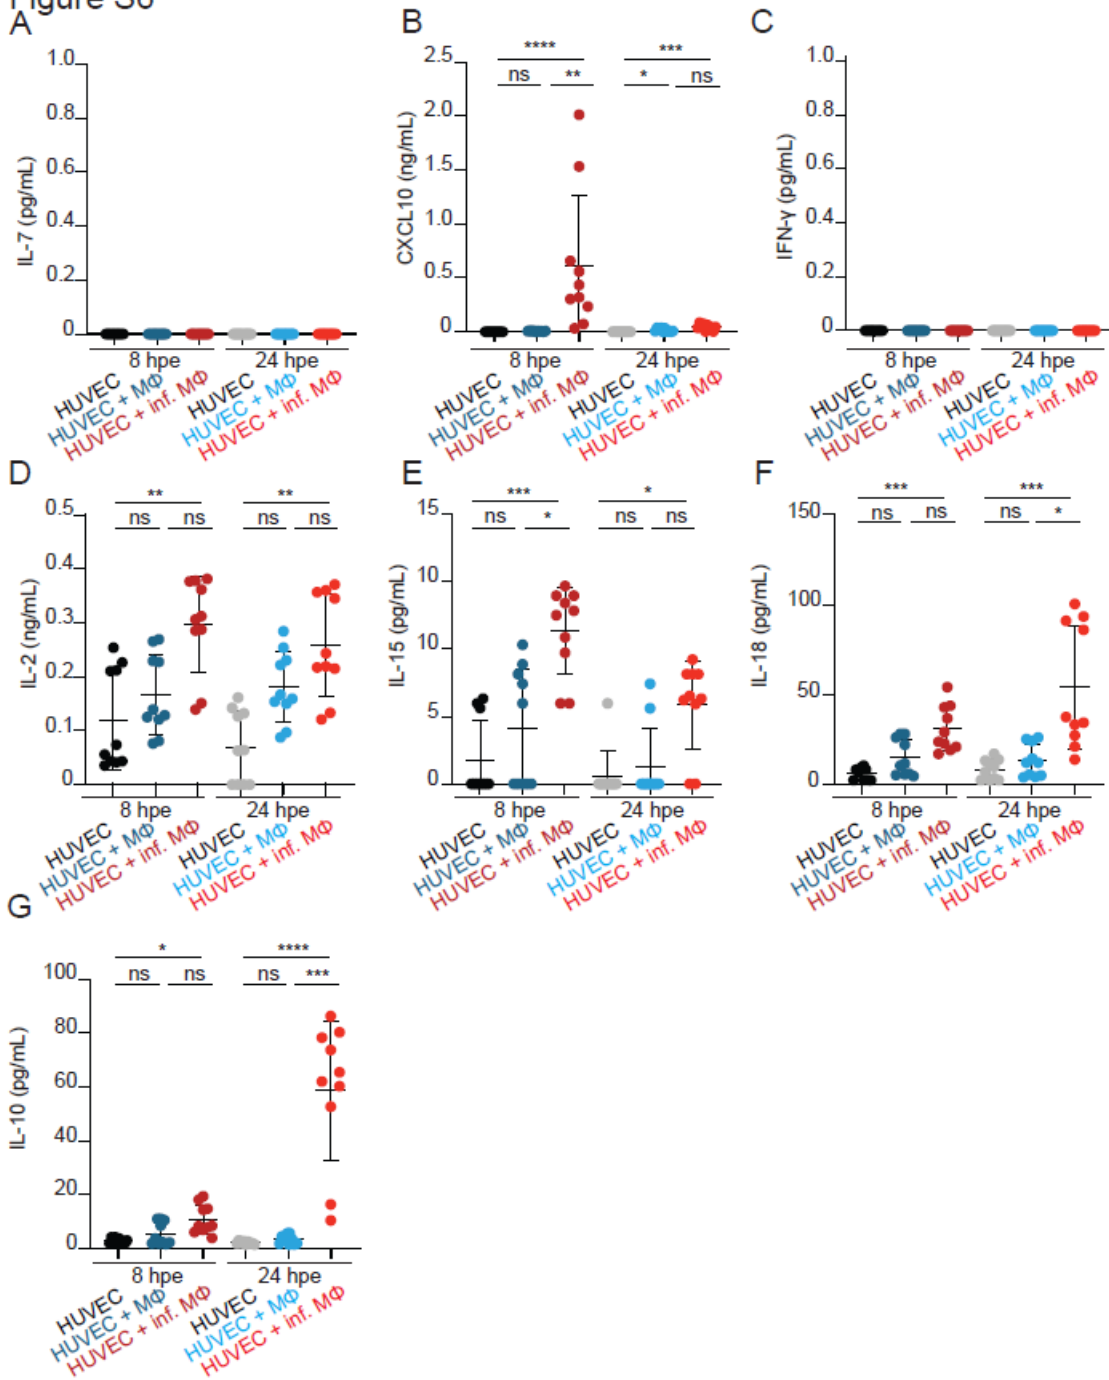 Figure S6
A
B
C
IL-7 (pg/mL)
1.0
0.8
0.6
0.4
0.2
0
8 hpe
24 hpe
HUVEC
HUVEC + MΦ
HUVEC + inf. MΦ
HUVEC
HUVEC + MΦ
HUVEC + inf. MΦ
CXCL10 (ng/mL)
2.5
2.0
1.5
1.0
0.5
0
****
ns
**
***
*
ns
8 hpe
24 hpe
HUVEC
HUVEC + MΦ
HUVEC + inf. MΦ
HUVEC
HUVEC + MΦ
HUVEC + inf. MΦ
IFN-γ (pg/mL)
1.0
0.8
0.6
0.4
0.2
0
8 hpe
24 hpe
HUVEC
HUVEC + MΦ
HUVEC + inf. MΦ
HUVEC
HUVEC + MΦ
HUVEC + inf. MΦ
D
E
F
IL-2 (ng/mL)
0.5
0.4
0.3
0.2
0.1
0
**
ns
ns
**
ns
ns
8 hpe
24 hpe
HUVEC
HUVEC + MΦ
HUVEC + inf. MΦ
HUVEC
HUVEC + MΦ
HUVEC + inf. MΦ
IL-15 (pg/mL)
15
10
10
5
0
***
ns
*
*
ns
ns
8 hpe
24 hpe
HUVEC
HUVEC + MΦ
HUVEC + inf. MΦ
HUVEC
HUVEC + MΦ
HUVEC + inf. MΦ
IL-18 (pg/mL)
150
100
50
0
***
ns
ns
***
ns
*
8 hpe
24 hpe
HUVEC
HUVEC + MΦ
HUVEC + inf. MΦ
HUVEC
HUVEC + MΦ
HUVEC + inf. MΦ
G
IL-10 (pg/mL)
100
80
60
40
20
0
*
ns
ns
****
ns
***
8 hpe
24 hpe
HUVEC
HUVEC + MΦ
HUVEC + inf. MΦ
HUVEC
HUVEC + MΦ
HUVEC + inf. MΦ